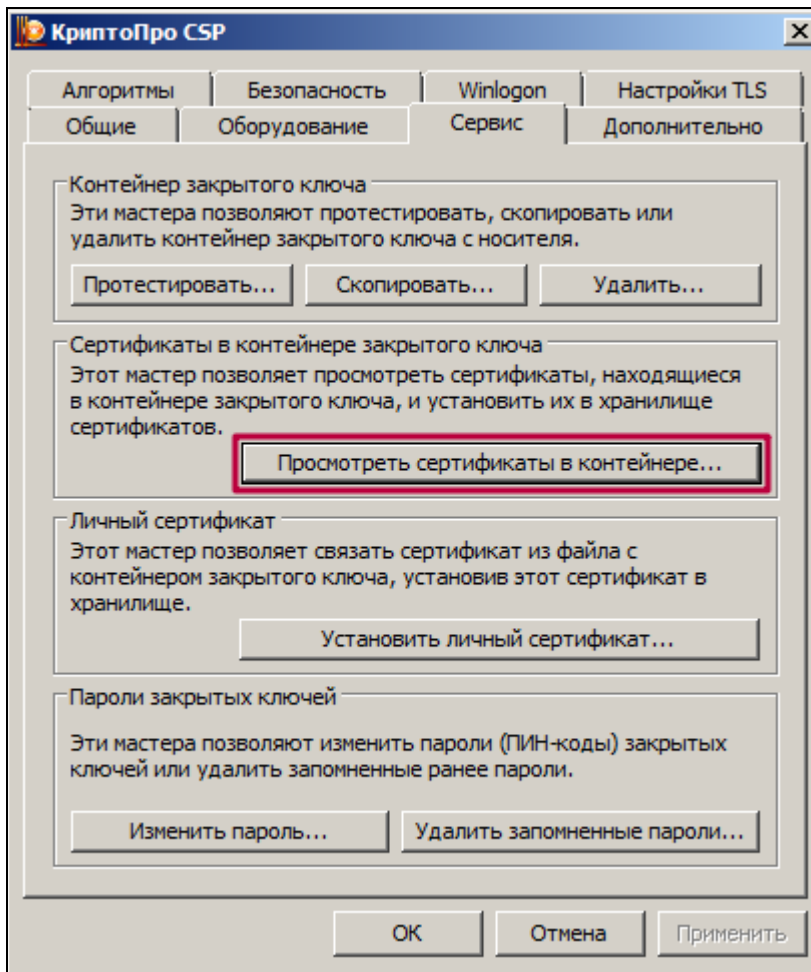 КриптоПро CSP
Алгоритмы Безопасность Winlogon Настройки TLS
Общие Оборудование Сервис Дополнительно
Контейнер закрытого ключа
Эти мастера позволяют протестировать, скопировать или
удалить контейнер закрытого ключа с носителя.
Протестировать... Скопировать... Удалить...
Сертификаты в контейнере закрытого ключа
Этот мастер позволяет просмотреть сертификаты, находящиеся
в контейнере закрытого ключа, и установить их в хранилище
сертификатов.
Просмотреть сертификаты в контейнере...
Личный сертификат
Этот мастер позволяет связать сертификат из файла с
контейнером закрытого ключа, установив этот сертификат в
хранилище.
Установить личный сертификат...
Пароли закрытых ключей
Эти мастера позволяют изменить пароли (ПИН-коды) закрытых
ключей или удалить запомненные ранее пароли.
Изменить пароль... Удалить запомненные пароли...
ОК Отмена Применить